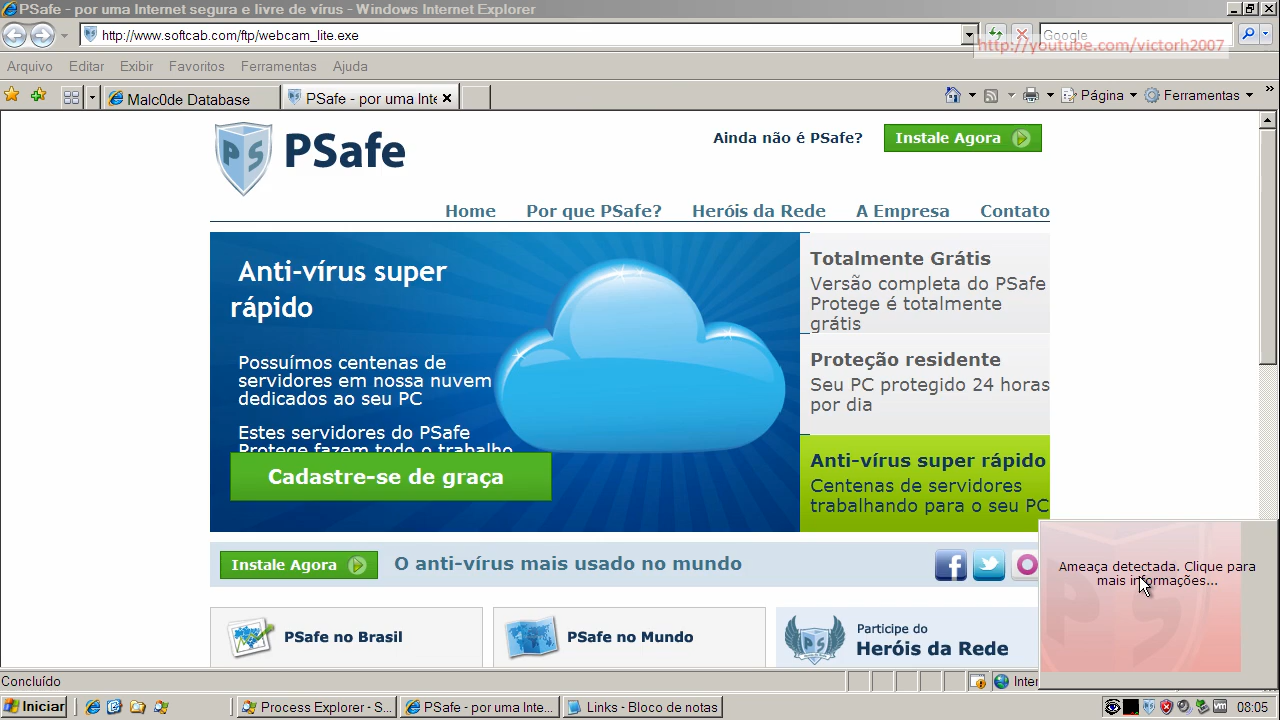 PSafe - por uma Internet segura e livre de vírus - Windows Internet Explorer
http://www.softcab.com/ftp/webcam_lite.exe
Google
http://youtube.com/victorh2007
Arquivo Editar Exibir Favoritos Ferramentas Ajuda
Malc0de Database
PSafe - por uma Inte
Página
Ferramentas
PS
PSafe
Ainda não é PSafe?
Instale Agora
Home Por que PSafe? Heróis da Rede A Empresa Contato
Anti-vírus super
rápido
Possuímos centenas de
servidores em nossa nuvem
dedicados ao seu PC
Estes servidores do PSafe
Protege fazem todo o trabalho
Cadastre-se de graça
Totalmente Grátis
Versão completa do PSafe
Protege é totalmente
grátis
Proteção residente
Seu PC protegido 24 horas
por dia
Anti-vírus super rápido
Centenas de servidores
trabalhando para o seu PC
Instale Agora
O anti-vírus mais usado no mundo
Ameaça detectada. Clique para
mais informações...
PSafe no Brasil
PSafe no Mundo
Participe do
Heróis da Rede
Concluído
Inter
Iniciar
Process Explorer - S...
PSafe - por uma Inte...
Links - Bloco de notas
08:05